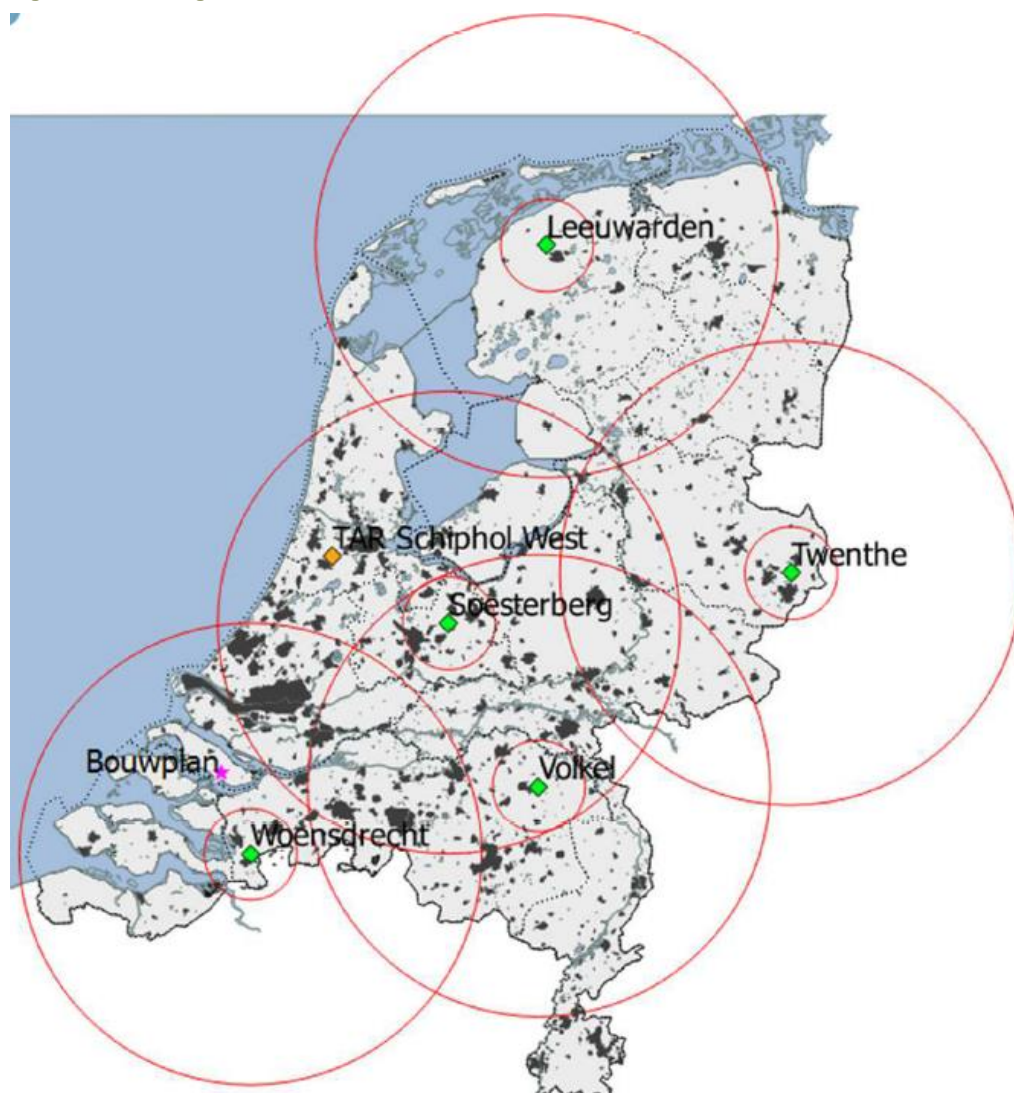 Leeuwarden
TAR Schiphol West
Twenthe
Soesterberg
Bouwplan
Volkel
Woensdrecht